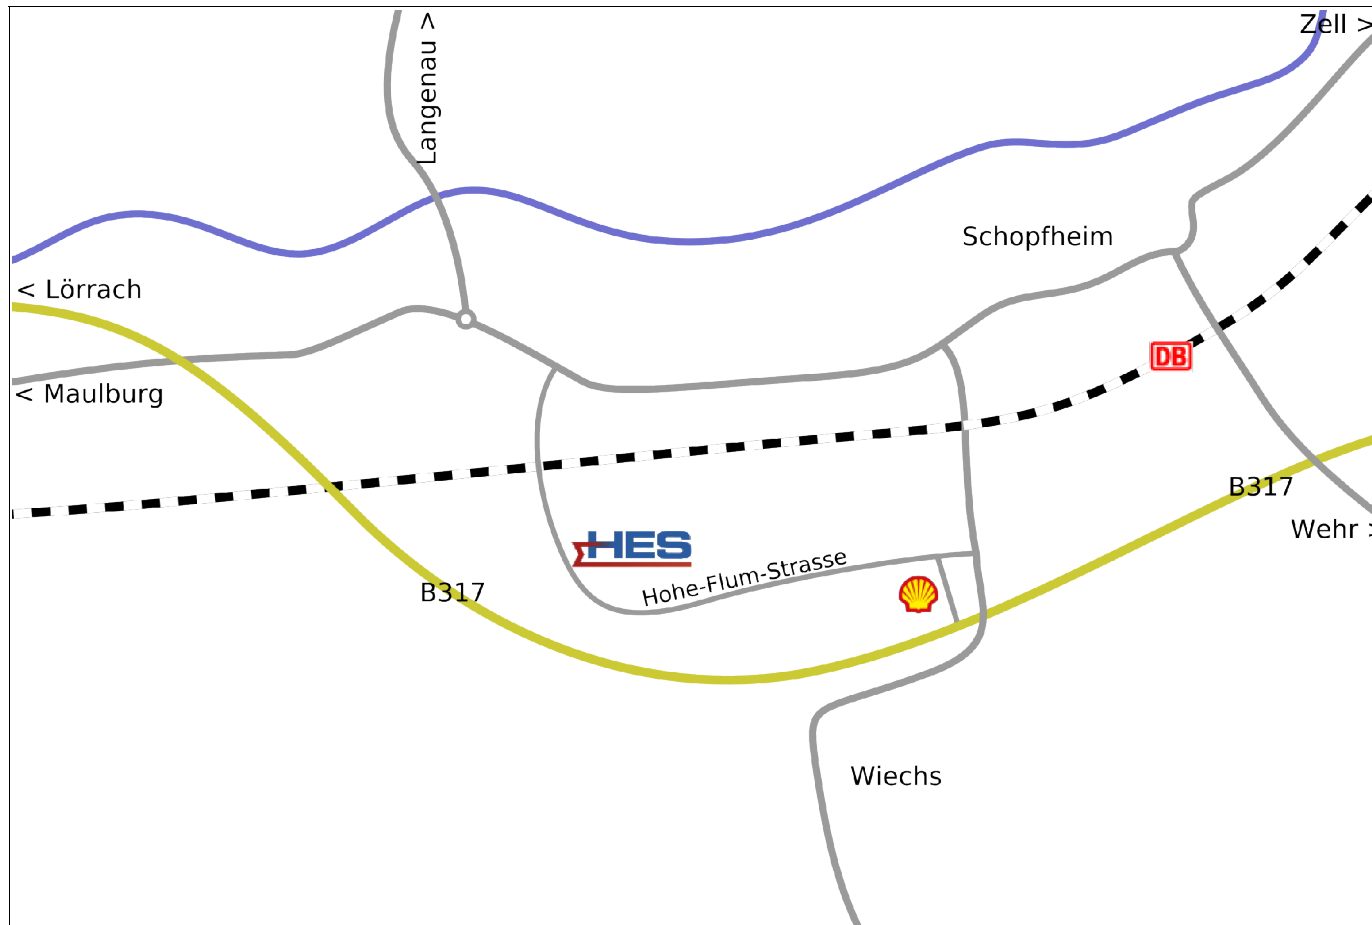 Zell >
Langenau >
Schopfheim
< Lörrach
DB
< Maulburg
B317
Wehr >
HES
Hohe-Flum-Strasse
B317
Wiechs